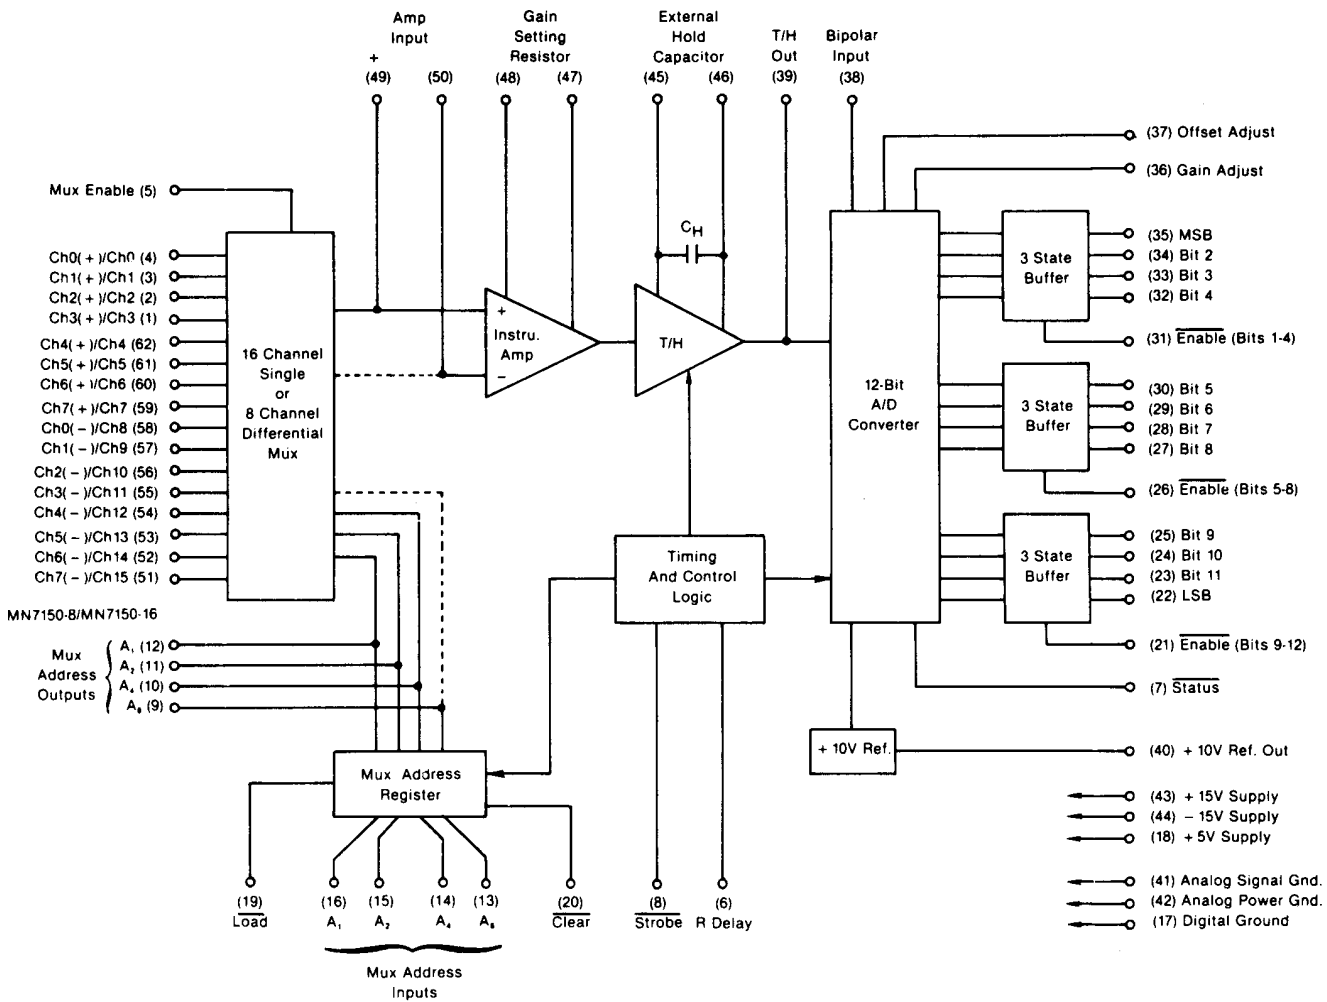 Amp
Input
+
(49)
(50)
Gain
Setting
Resistor
(48)
(47)
External
Hold
Capacitor
(45)
(46)
T/H
Out
(39)
Bipolar
Input
(38)
(37) Offset Adjust
(36) Gain Adjust
Mux Enable (5)
Ch0(+)/Ch0 (4)
Ch1(+)/Ch1 (3)
Ch2(+)/Ch2 (2)
Ch3(+)/Ch3 (1)
Ch4(+)/Ch4 (62)
Ch5(+)/Ch5 (61)
Ch6(+)/Ch6 (60)
Ch7(+)/Ch7 (59)
Ch0(-)/Ch8 (58)
Ch1(-)/Ch9 (57)
Ch2(-)/Ch10 (56)
Ch3(-)/Ch11 (55)
Ch4(-)/Ch12 (54)
Ch5(-)/Ch13 (53)
Ch6(-)/Ch14 (52)
Ch7(-)/Ch15 (51)
MN7150-8/MN7150-16
16 Channel
Single
or
8 Channel
Differential
Mux
+
Instru.
Amp
-
CH
T/H
12-Bit
A/D
Converter
3 State
Buffer
(35) MSB
(34) Bit 2
(33) Bit 3
(32) Bit 4
(31) Enable (Bits 1-4)
3 State
Buffer
(30) Bit 5
(29) Bit 6
(28) Bit 7
(27) Bit 8
(26) Enable (Bits 5-8)
3 State
Buffer
(25) Bit 9
(24) Bit 10
(23) Bit 11
(22) LSB
(21) Enable (Bits 9-12)
(7) Status
Timing
And Control
Logic
Mux
Address
Outputs
A1 (12)
A2 (11)
A4 (10)
A8 (9)
Mux Address
Register
+ 10V Ref.
(40) + 10V Ref. Out
(43) + 15V Supply
(44) - 15V Supply
(18) + 5V Supply
(41) Analog Signal Gnd.
(42) Analog Power Gnd.
(17) Digital Ground
(19)
Load
(16)
A1
(15)
A2
(14)
A4
(13)
A8
(20)
Clear
(8)
Strobe
(6)
R Delay
Mux Address
Inputs